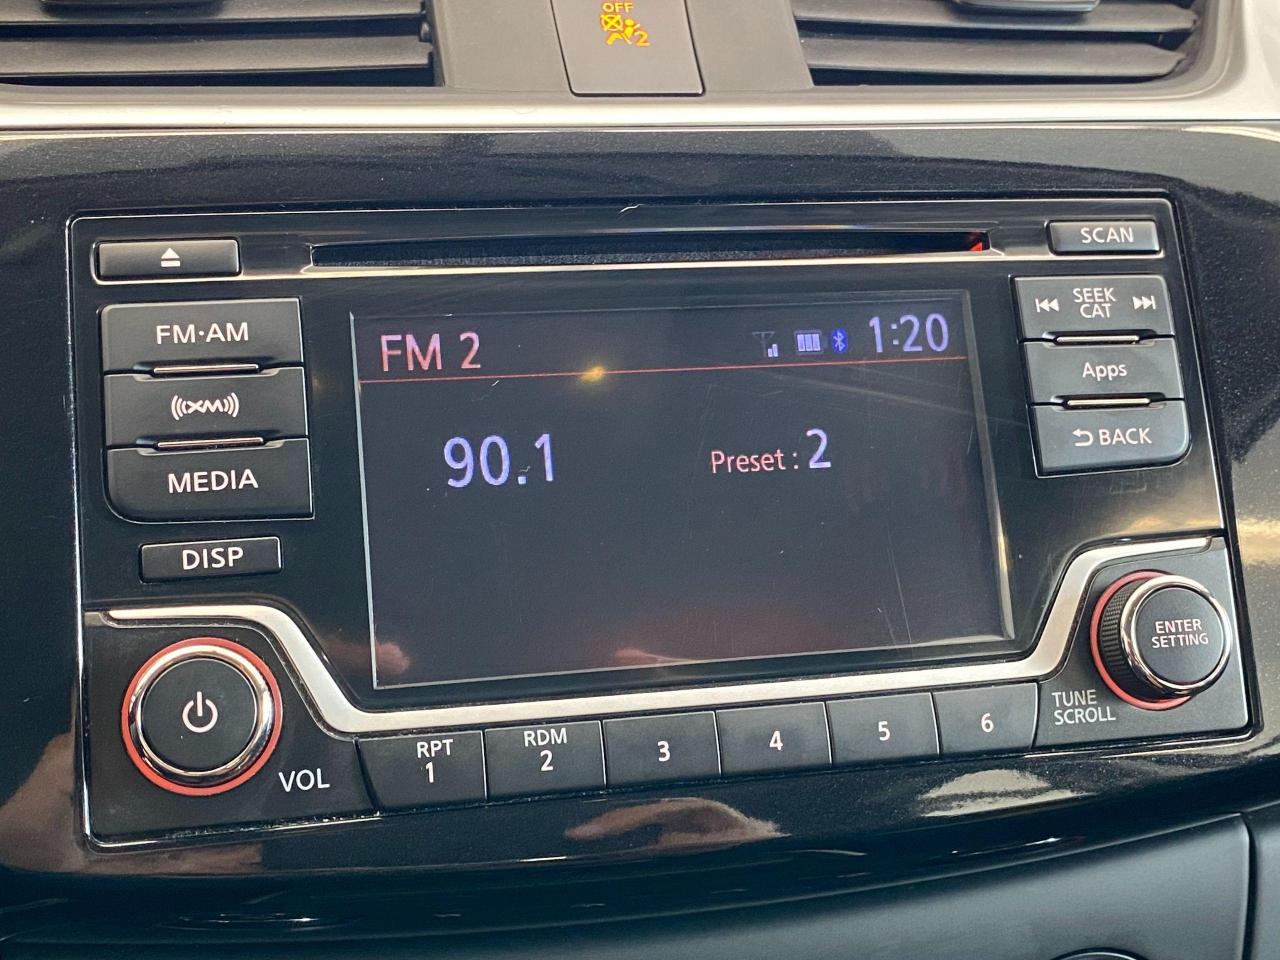 OFF
2
SCAN
FM·AM
SEEK
CAT
FM 2
1:20
XM
Apps
MEDIA
BACK
90.1
Preset : 2
DISP
ENTER
SETTING
TUNE
SCROLL
VOL
RPT
1
RDM
2
3
4
5
6